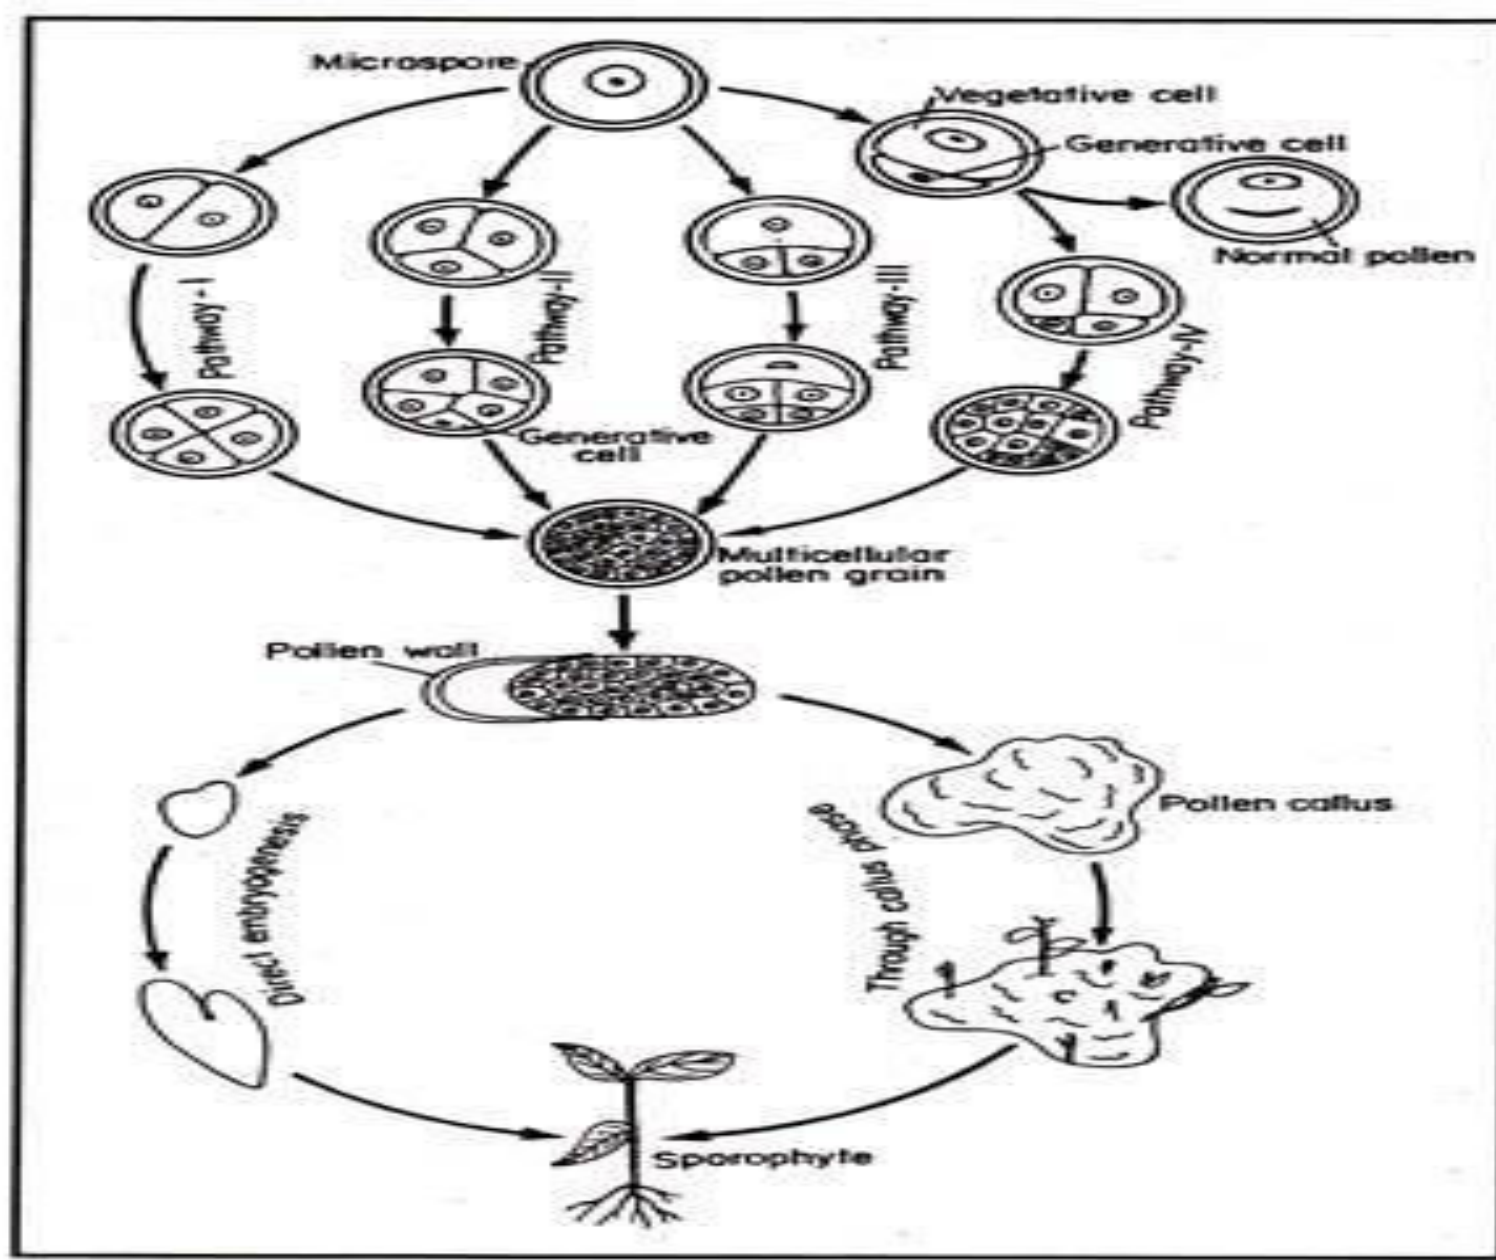 Microspore
Vegetative cell
Generative cell
Normal pollen
Pathway-I
Pathway-II
Pathway-III
Pathway-IV
Generative
cell
Multicellular
pollen grain
Pollen wall
Pollen callus
Direct embryogenesis
Through callus phase
Sporophyte